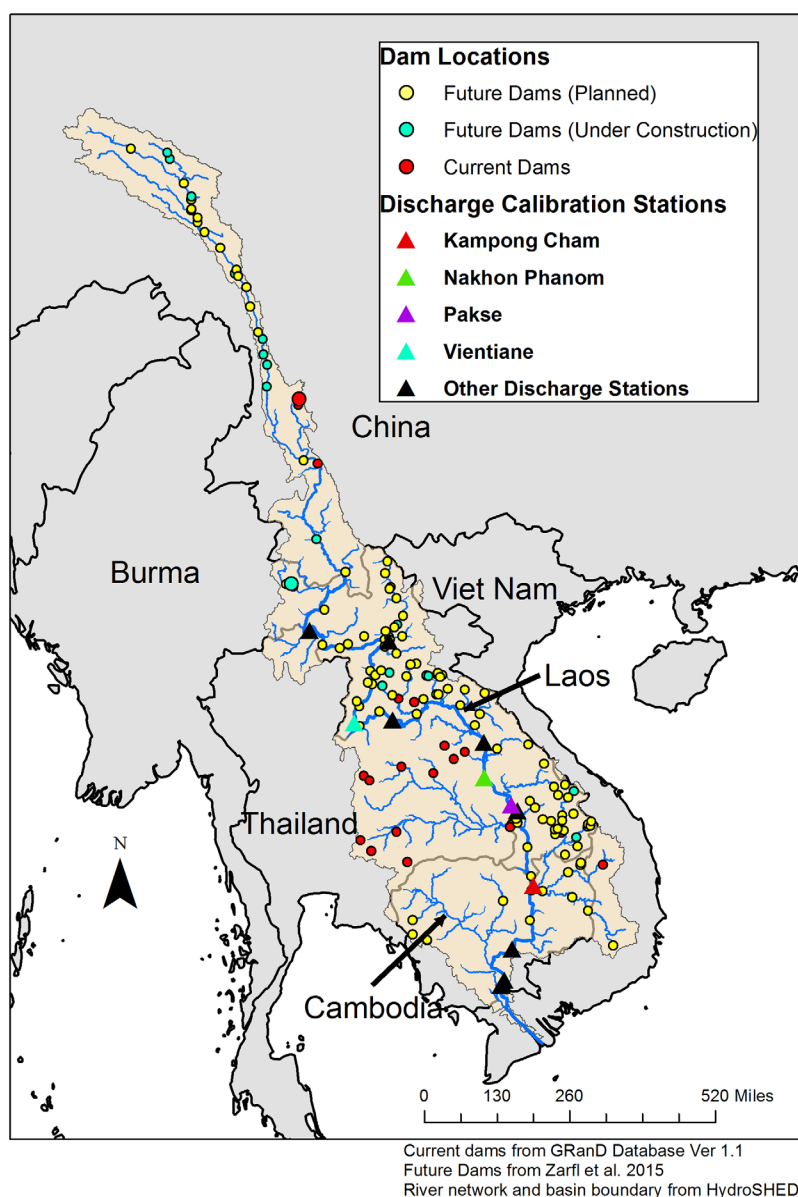 Dam Locations
Future Dams (Planned)
Future Dams (Under Construction)
Current Dams
Discharge Calibration Stations
Kampong Cham
Nakhon Phanom
Pakse
Vientiane
Other Discharge Stations
China
Burma
Viet Nam
Laos
Thailand
N
Cambodia
0 130 260 520 Miles
Current dams from GRanD Database Ver 1.1
Future Dams from Zarfl et al. 2015
River network and basin boundary from HydroSHED